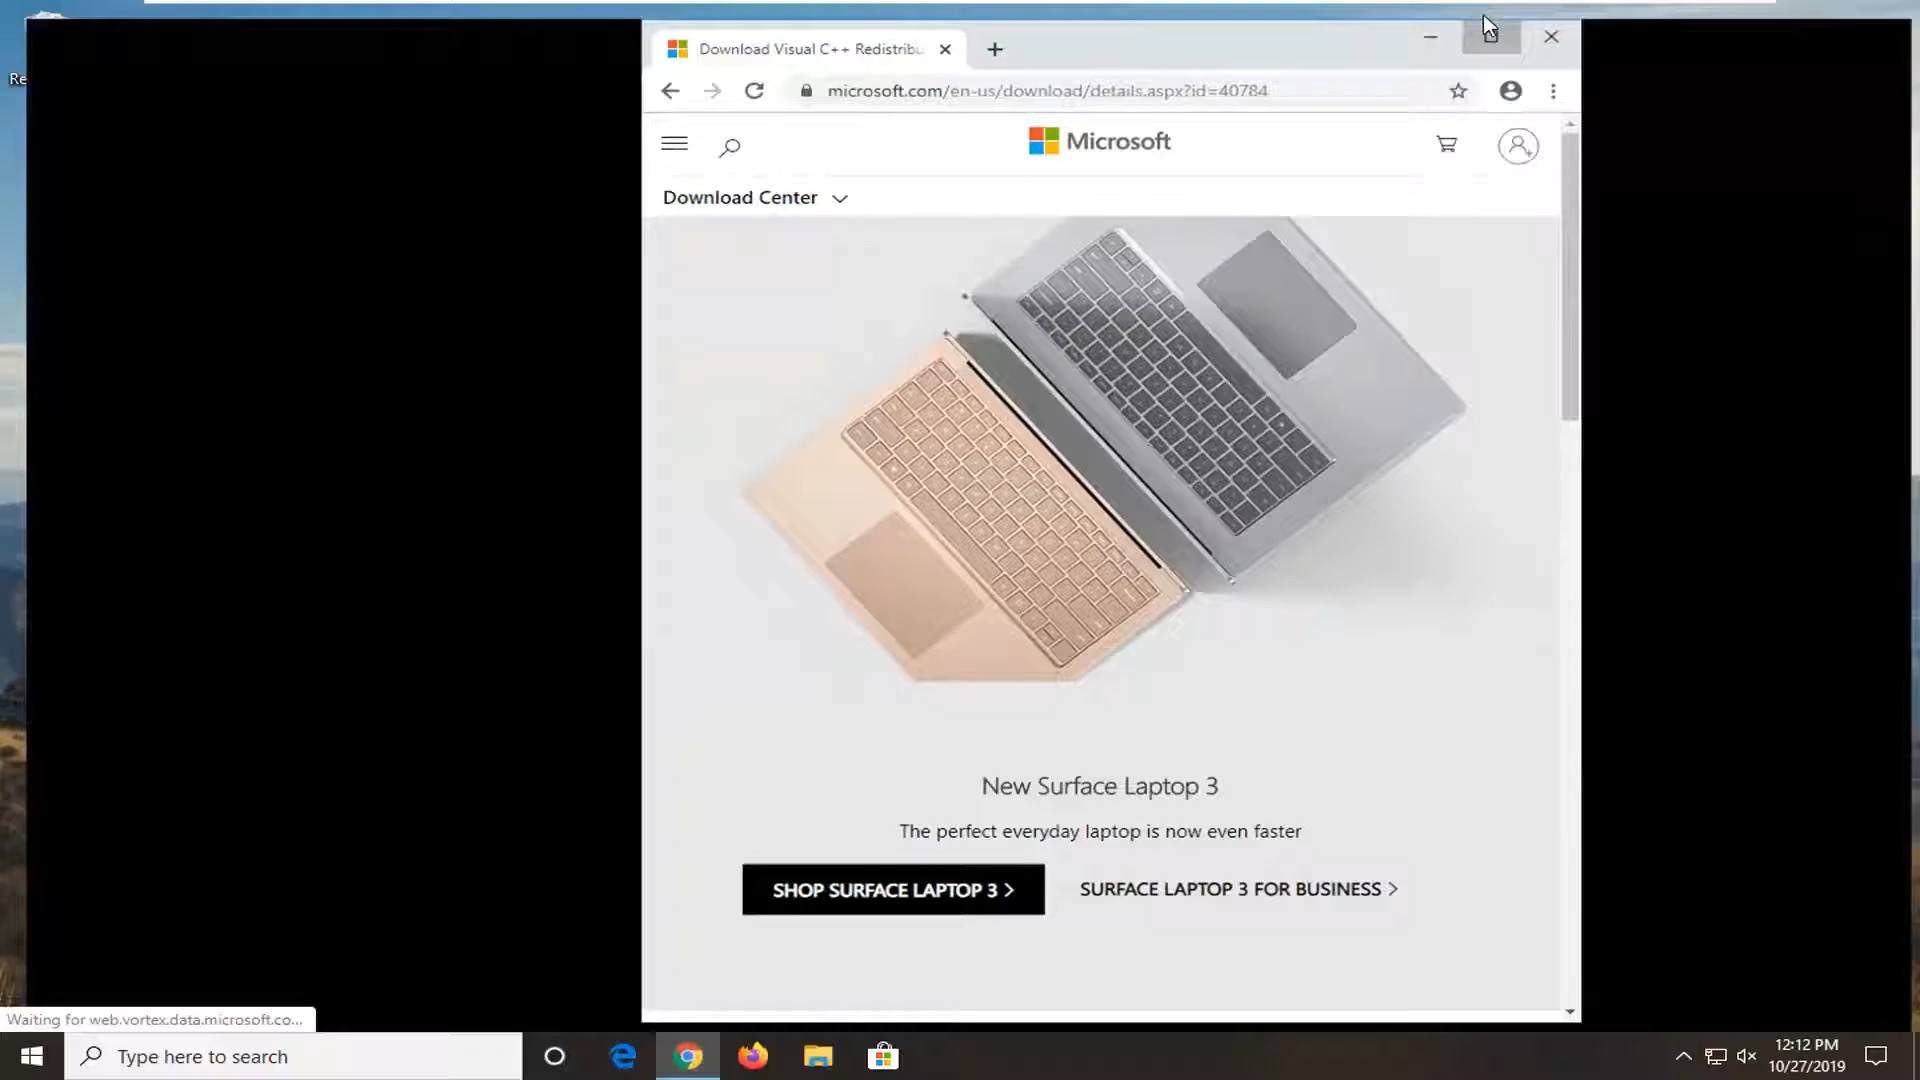 Re
Download Visual C++ Redistribu
microsoft.com/en-us/download/details.aspx?id=40784
Microsoft
Download Center
New Surface Laptop 3
The perfect everyday laptop is now even faster
SHOP SURFACE LAPTOP 3 >
SURFACE LAPTOP 3 FOR BUSINESS >
Waiting for web.vortex.data.microsoft.co...
Type here to search
12:12 PM
10/27/2019